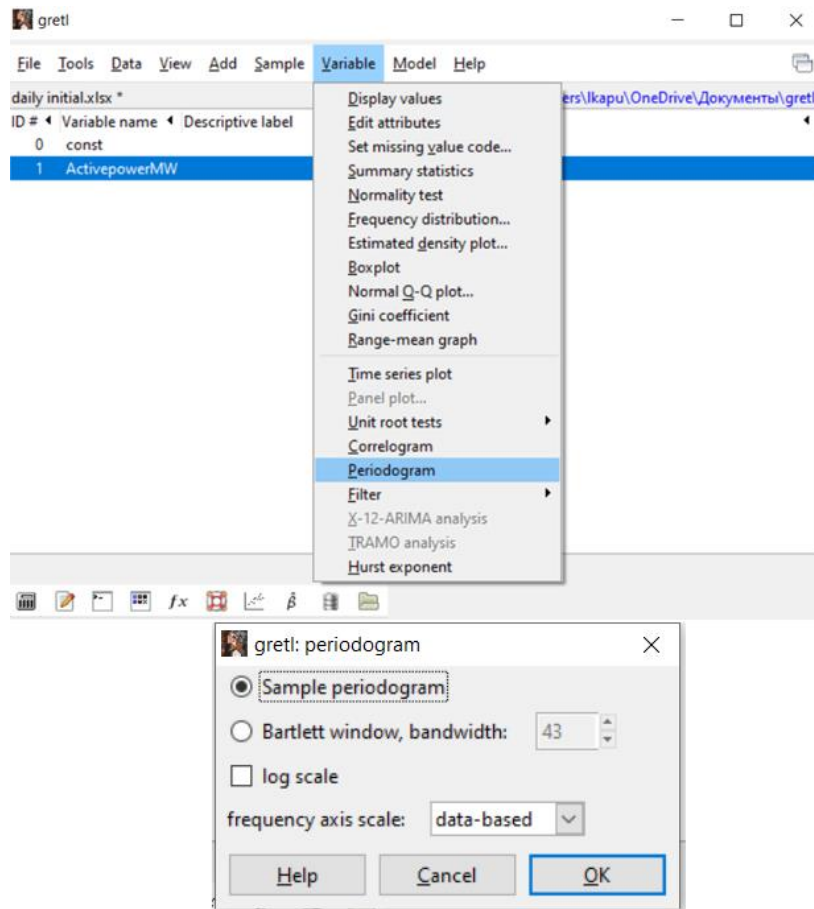 gretl
File Tools Data View Add Sample Variable Model Help
daily initial.xlsx *
ers\Ikapu\OneDrive\Документы\gretl
ID # Variable name Descriptive label
0 const
1 ActivepowerMW
Display values
Edit attributes
Set missing value code...
Summary statistics
Normality test
Frequency distribution...
Estimated density plot...
Boxplot
Normal Q-Q plot...
Gini coefficient
Range-mean graph
Time series plot
Panel plot...
Unit root tests
Correlogram
Periodogram
Filter
X-12-ARIMA analysis
TRAMO analysis
Hurst exponent
fx β̂
gretl: periodogram
Sample periodogram
Bartlett window, bandwidth: 43
log scale
frequency axis scale: data-based
Help Cancel OK